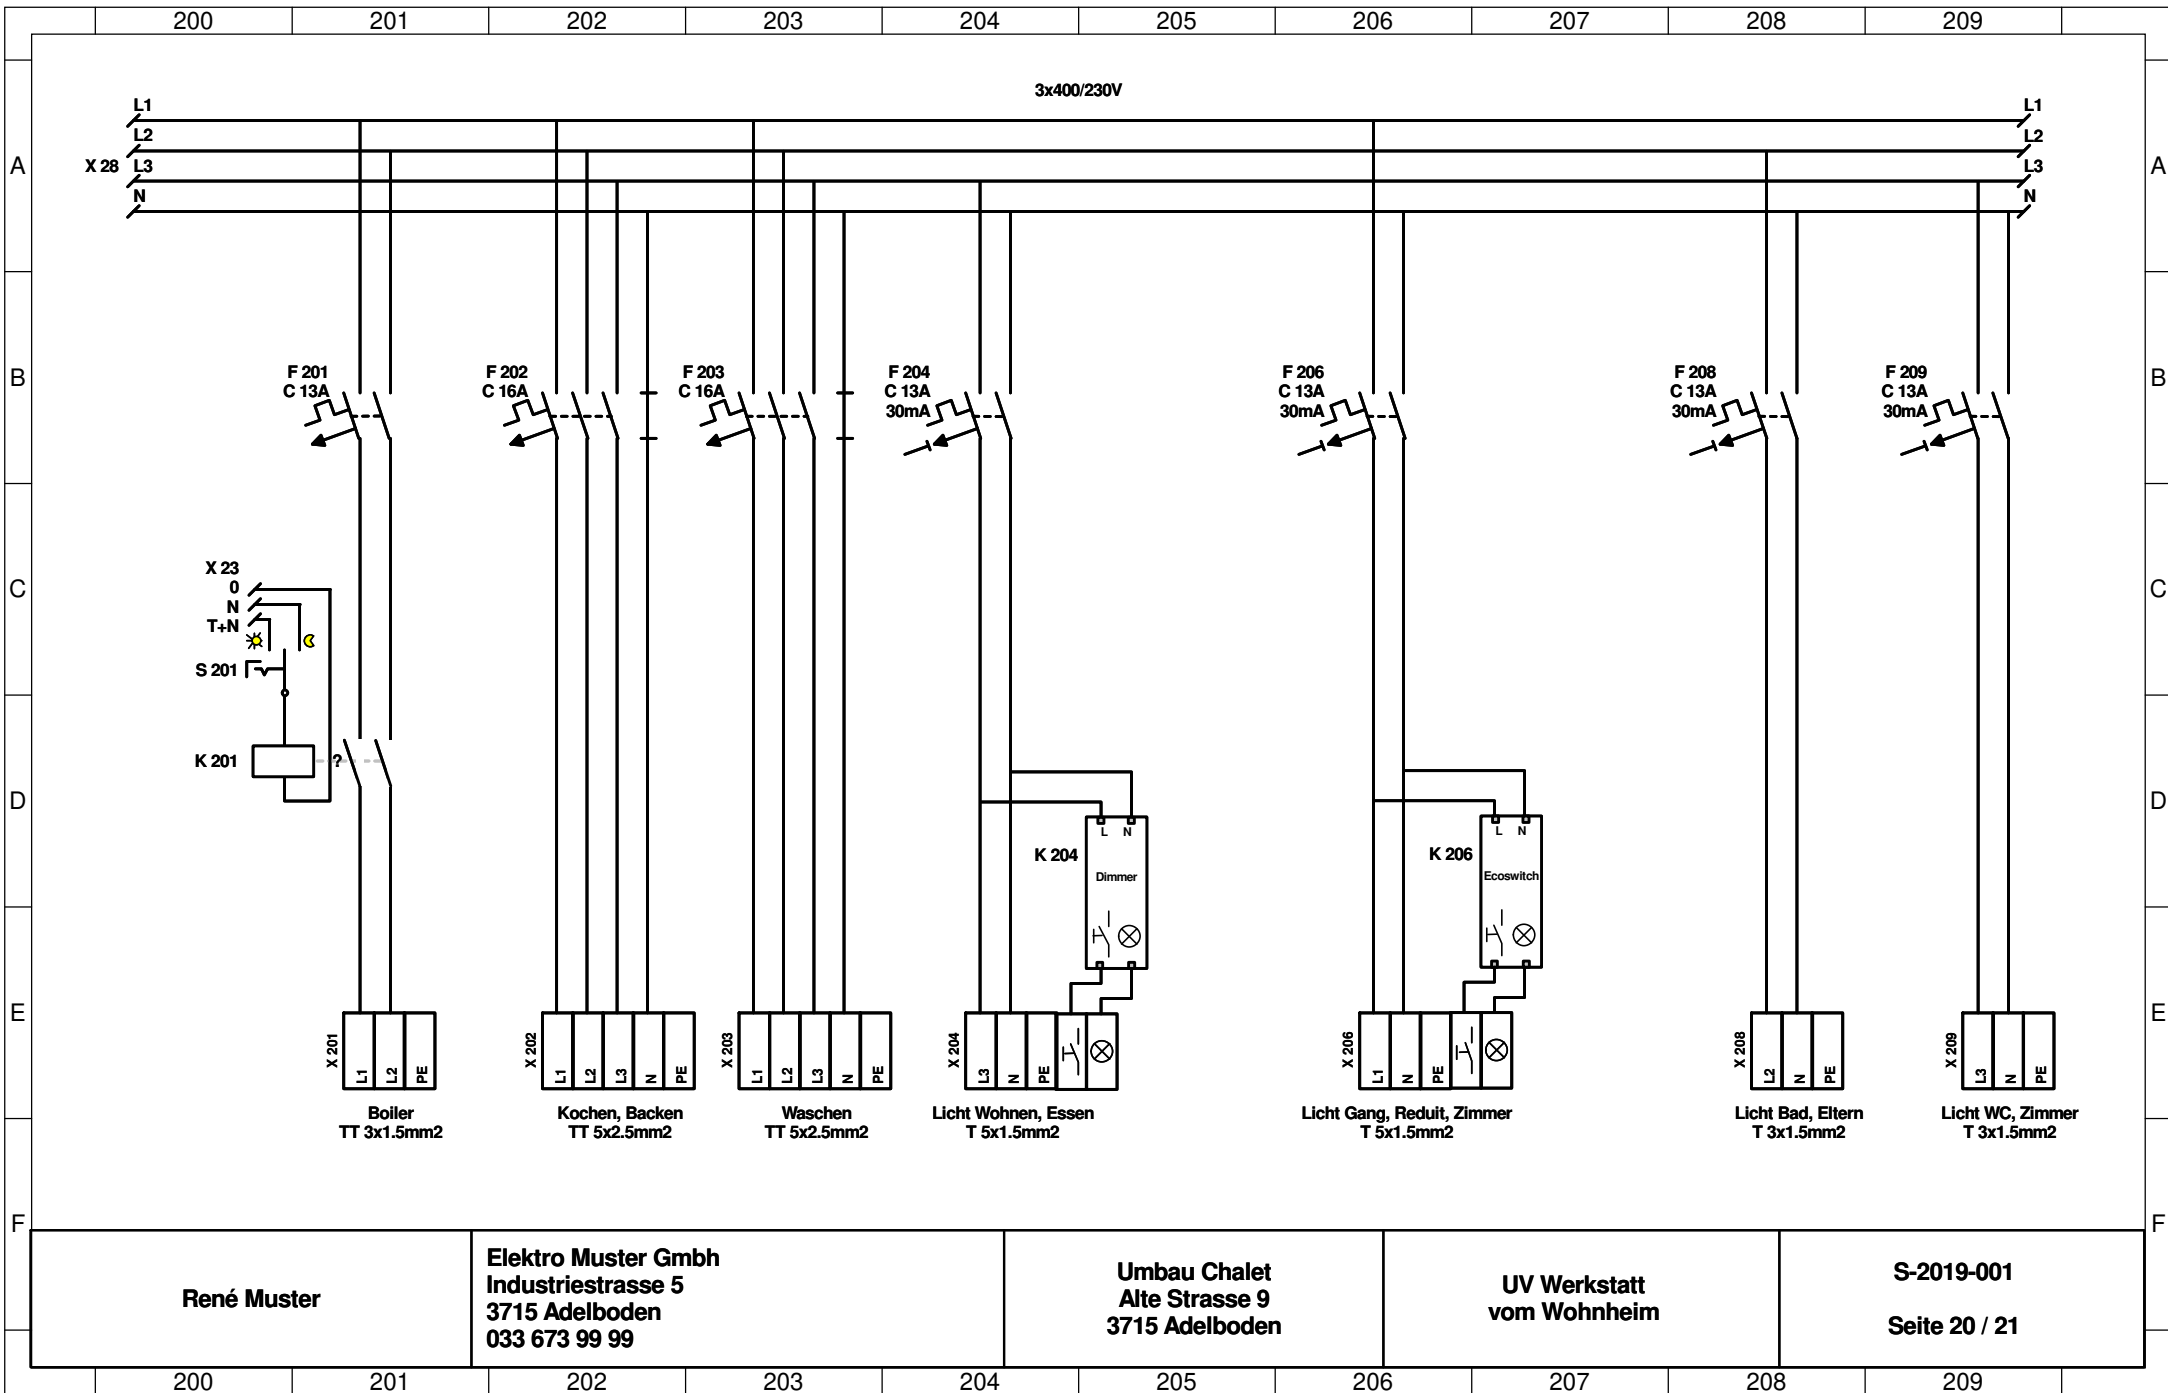 200 201 202 203 204 205 206 207 208 209
3x400/230V
L1 L1
L2 L2
A X 28 L3 L3 A
N N
B B
F 201
C 13A
F 202
C 16A
F 203
C 16A
F 204
C 13A
30mA
F 206
C 13A
30mA
F 208
C 13A
30mA
F 209
C 13A
30mA
C C
X 23
0
N
T+N
S 201
K 201 ?
D D
L N
K 204
Dimmer
L N
K 206
Ecoswitch
E E
X 201 L1 L2 PE
X 202 L1 L2 L3 N PE
X 203 L1 L2 L3 N PE
X 204 L3 N PE
X 206 L1 N PE
X 208 L2 N PE
X 209 L3 N PE
Boiler
TT 3x1.5mm2
Kochen, Backen
TT 5x2.5mm2
Waschen
TT 5x2.5mm2
Licht Wohnen, Essen
T 5x1.5mm2
Licht Gang, Reduit, Zimmer
T 5x1.5mm2
Licht Bad, Eltern
T 3x1.5mm2
Licht WC, Zimmer
T 3x1.5mm2
F F
René Muster
Elektro Muster Gmbh
Industriestrasse 5
3715 Adelboden
033 673 99 99
Umbau Chalet
Alte Strasse 9
3715 Adelboden
UV Werkstatt
vom Wohnheim
S-2019-001
Seite 20 / 21
200 201 202 203 204 205 206 207 208 209